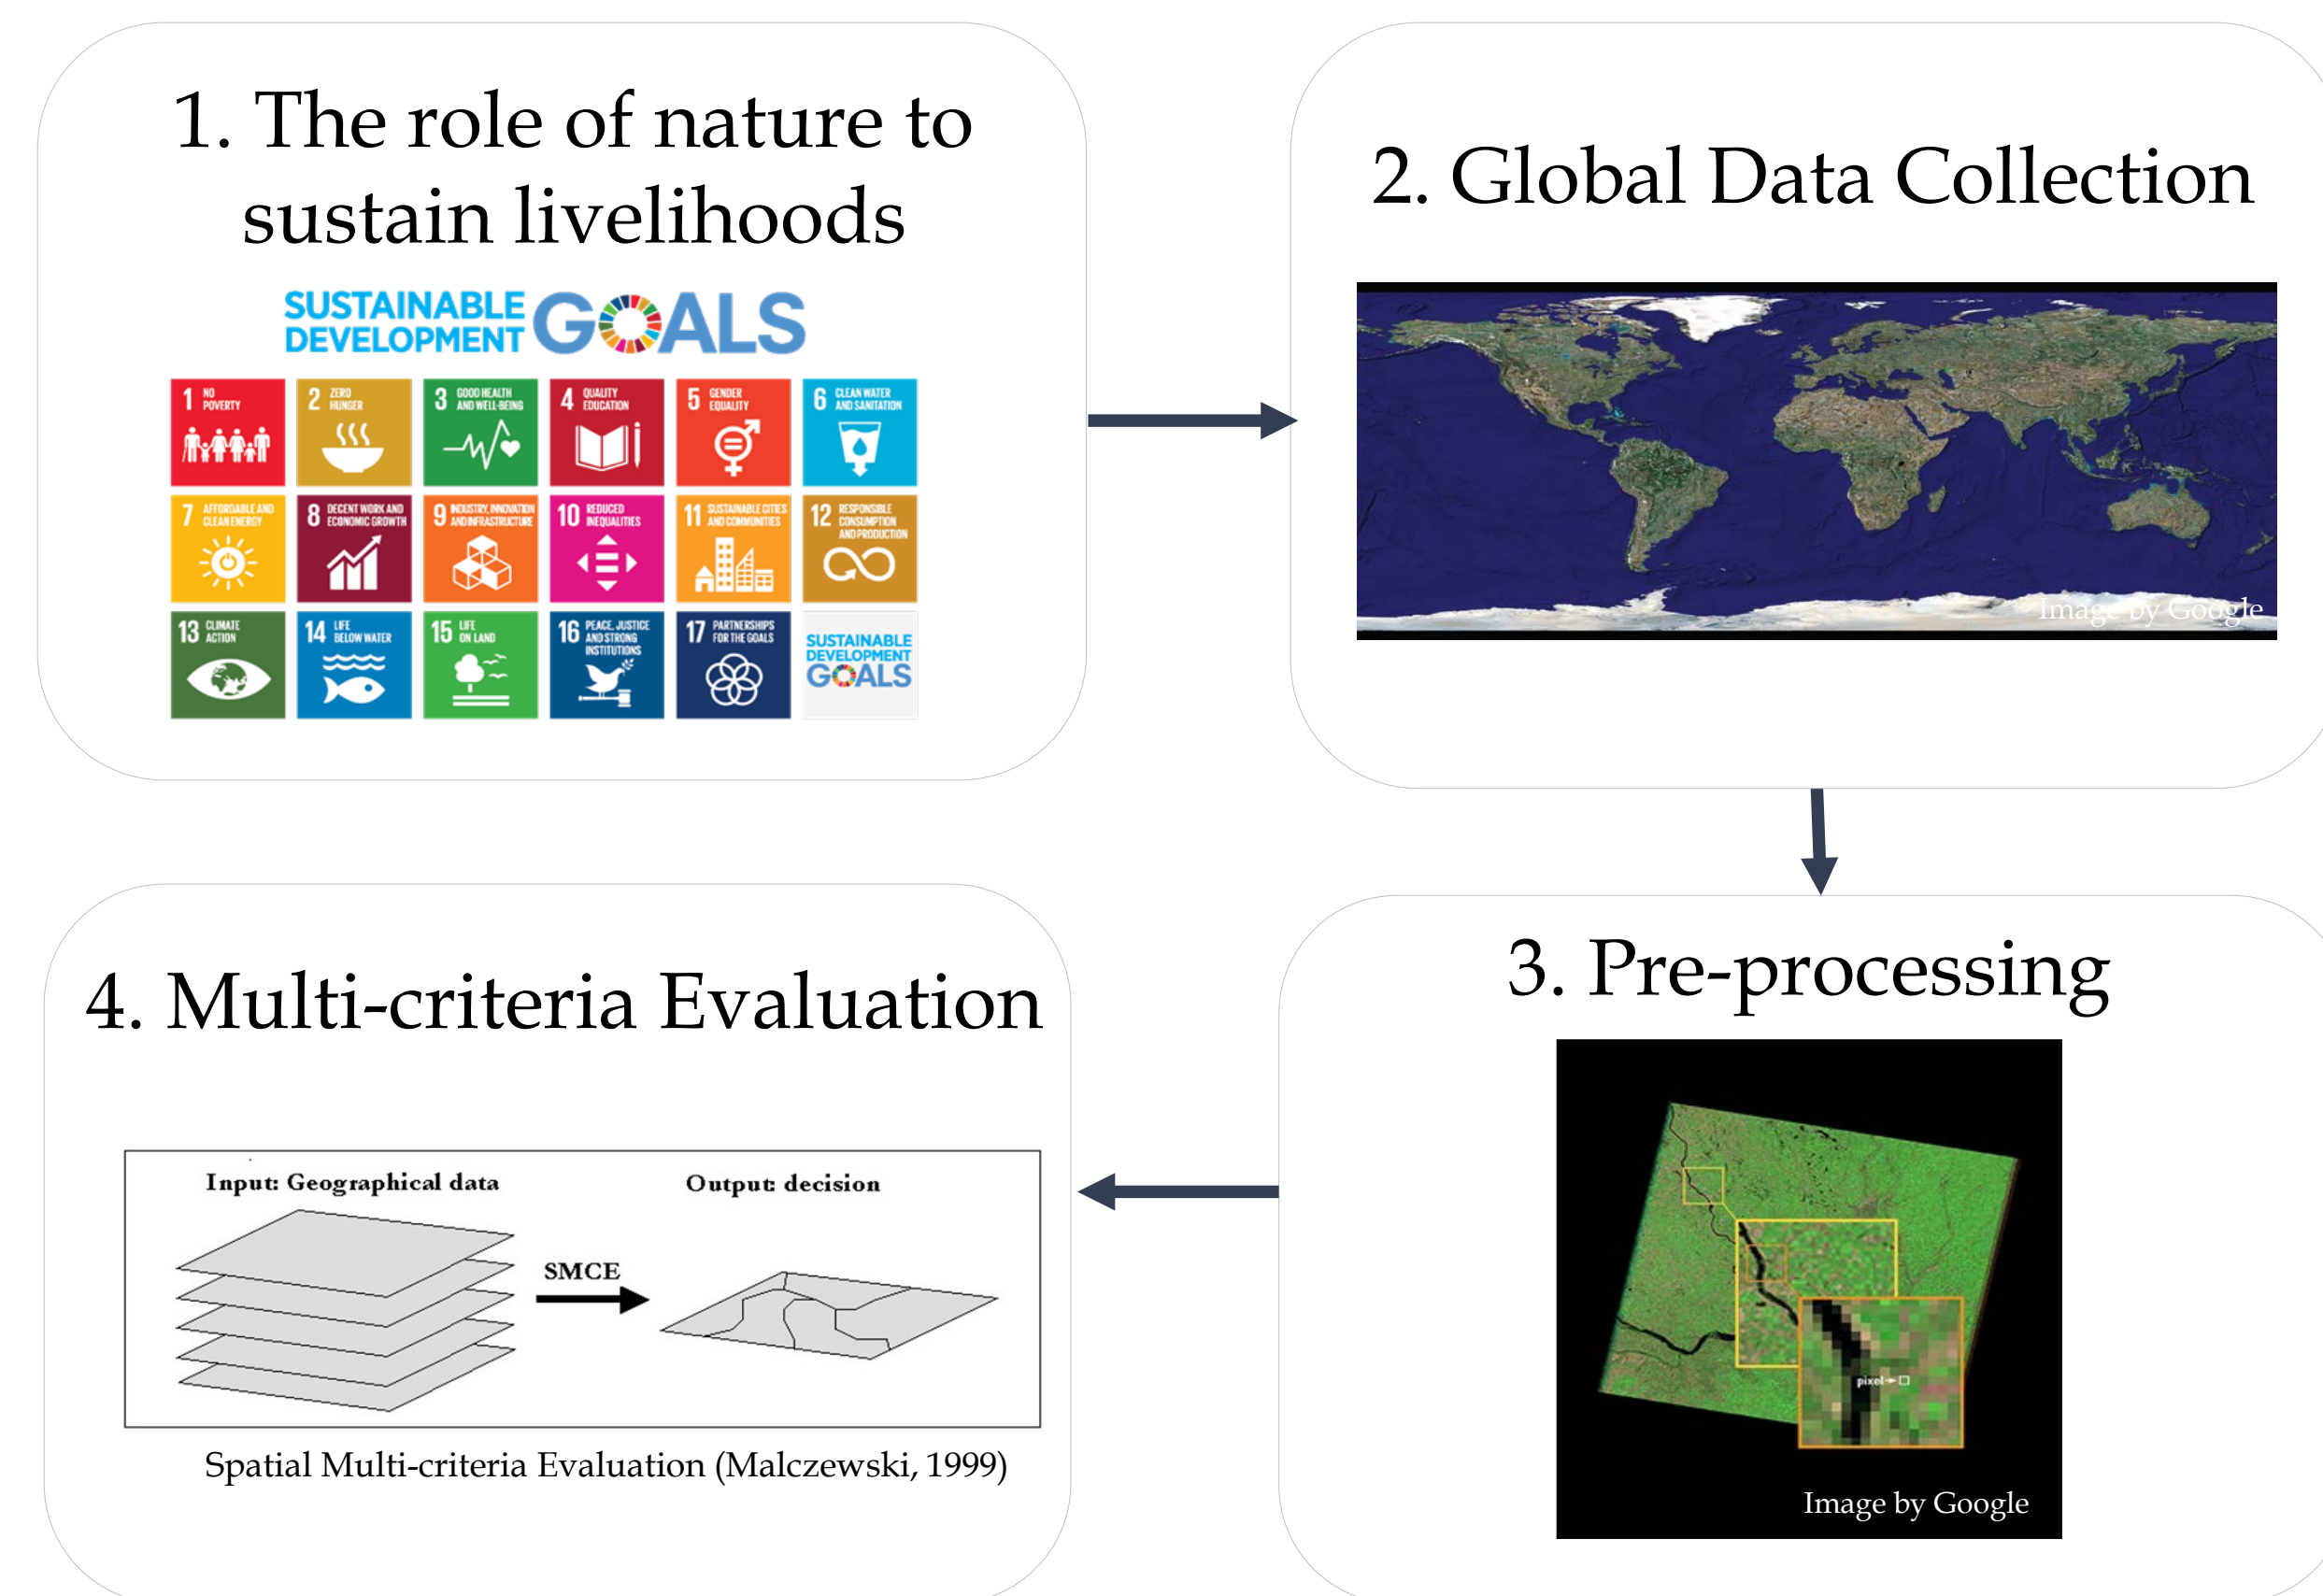 1. The role of nature to
sustain livelihoods
SUSTAINABLE
DEVELOPMENT
GOALS
1 NO
POVERTY
2 ZERO
HUNGER
3 GOOD HEALTH
AND WELL-BEING
4 QUALITY
EDUCATION
5 GENDER
EQUALITY
6 CLEAN WATER
AND SANITATION
7 AFFORDABLE AND
CLEAN ENERGY
8 DECENT WORK AND
ECONOMIC GROWTH
9 INDUSTRY, INNOVATION
AND INFRASTRUCTURE
10 REDUCED
INEQUALITIES
11 SUSTAINABLE CITIES
AND COMMUNITIES
12 RESPONSIBLE
CONSUMPTION
AND PRODUCTION
13 CLIMATE
ACTION
14 LIFE
BELOW WATER
15 LIFE
ON LAND
16 PEACE, JUSTICE
AND STRONG
INSTITUTIONS
17 PARTNERSHIPS
FOR THE GOALS
SUSTAINABLE
DEVELOPMENT
GOALS
2. Global Data Collection
Image by Google
3. Pre-processing
pixel
Image by Google
4. Multi-criteria Evaluation
Input: Geographical data
Output: decision
SMCE
Spatial Multi-criteria Evaluation (Malczewski, 1999)